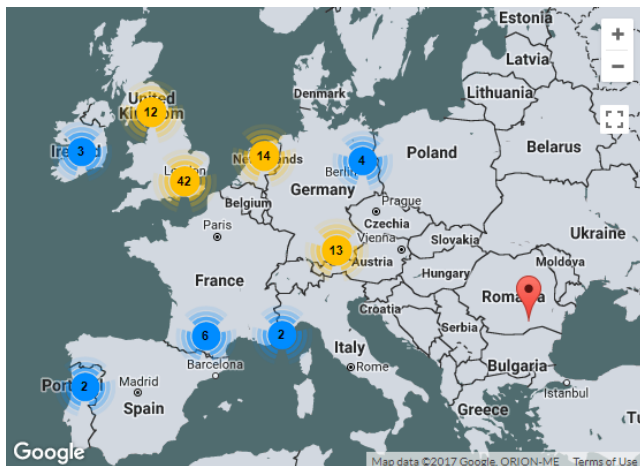 Estonia
Latvia
Lithuania
Denmark
Belarus
United
Kingdom
12
Ireland
3
Netherlands
14
London
42
Berlin
4
Poland
Germany
Belgium
Prague
Czechia
Ukraine
Paris
Vienna
Slovakia
13
Austria
Moldova
Hungary
France
Romania
Croatia
6
2
Serbia
Italy
Barcelona
Rome
Bulgaria
Portugal
2
Madrid
Spain
Istanbul
Greece
Tu
Google
Map data ©2017 Google, ORION-ME Terms of Use